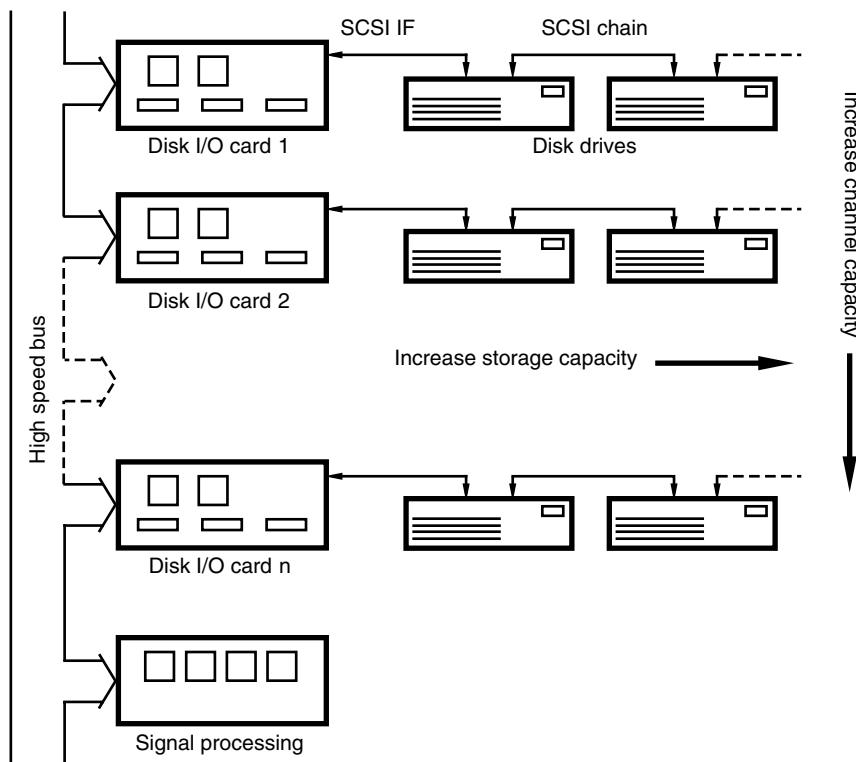 SCSI IF
SCSI chain
Disk I/O card 1
Disk drives
Increase channel capacity
Disk I/O card 2
High speed bus
Increase storage capacity
Disk I/O card n
Signal processing